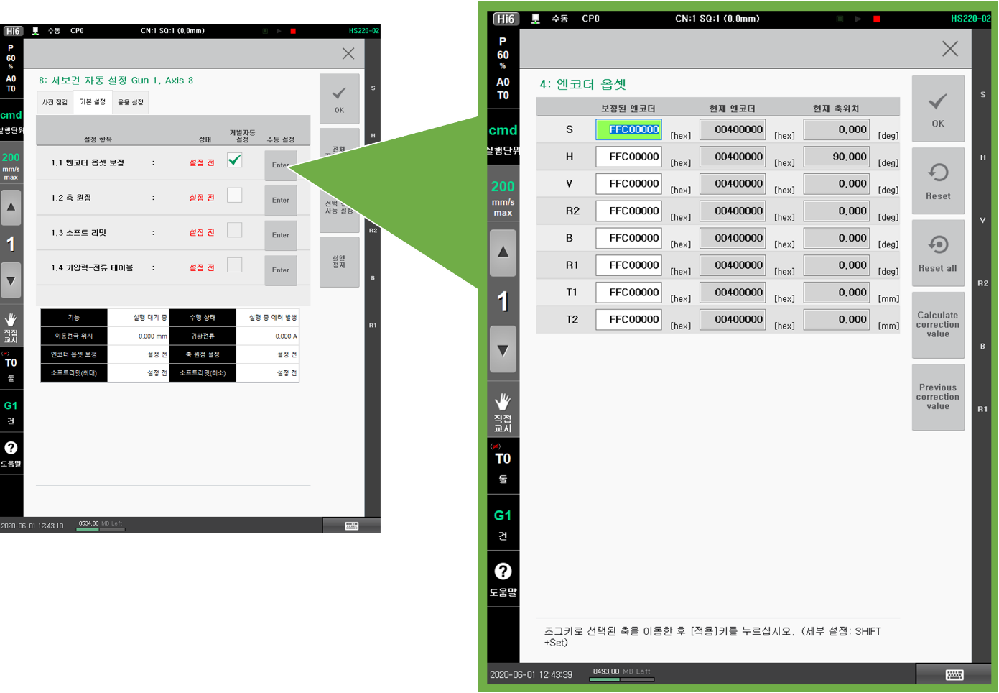 Hi6 수동 CP0 CN:1 SQ:1 (0.0mm) HS220-02
P
60
%
A0
T0
cmd
실행단위
200
mm/s
max
1
직접
교시
T0
툴
G1
건
도움말
8: 서보건 자동 설정 Gun 1, Axis 8
사전 점검 기본 설정 응용 설정
설정 항목 상태 개별자동 설정 수동 설정
1.1 엔코더 옵셋 보정 : 설정 전 Enter
1.2 축 원점 : 설정 전 Enter
1.3 소프트 리밋 : 설정 전 Enter
1.4 가압력-전류 테이블 : 설정 전 Enter
기능 실행 대기 중 수행 상태 실행 중 에러 발생
이동전극 위치 0.000 mm 귀환전류 0.000 A
엔코더 옵셋 보정 설정 전 축 원점 설정 설정 전
소프트리밋(최대) 설정 전 소프트리밋(최소) 설정 전
OK
전체
선택
자동 설정
실행
정지
S
H
R2
B
R1
2020-06-01 12:43:10 8534.00 MB Left
Hi6 수동 CP0 CN:1 SQ:1 (0.0mm) HS220-02
P
60
%
A0
T0
cmd
실행단위
200
mm/s
max
1
직접
교시
T0
툴
G1
건
도움말
4: 엔코더 옵셋
보정된 엔코더 현재 엔코더 현재 축위치
S FFC00000 [hex] 00400000 [hex] 0.000 [deg]
H FFC00000 [hex] 00400000 [hex] 90.000 [deg]
V FFC00000 [hex] 00400000 [hex] 0.000 [deg]
R2 FFC00000 [hex] 00400000 [hex] 0.000 [deg]
B FFC00000 [hex] 00400000 [hex] 0.000 [deg]
R1 FFC00000 [hex] 00400000 [hex] 0.000 [deg]
T1 FFC00000 [hex] 00400000 [hex] 0.000 [mm]
T2 FFC00000 [hex] 00400000 [hex] 0.000 [mm]
OK
Reset
Reset all
Calculate
correction
value
Previous
correction
value
S
H
V
R2
B
R1
조그키로 선택된 축을 이동한 후 [적용]키를 누르십시오. (세부 설정: SHIFT
+Set)
2020-06-01 12:43:39 8493.00 MB Left